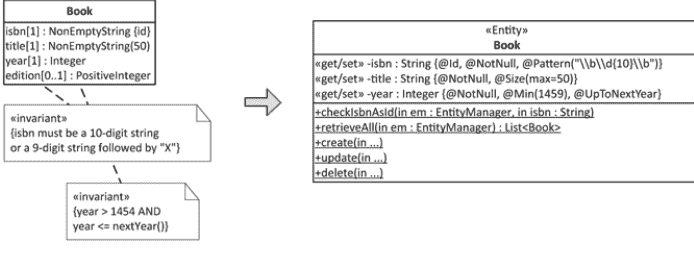 Book
isbn[1] : NonEmptyString {id}
title[1] : NonEmptyString(50)
year[1] : Integer
edition[0..1] : PositiveInteger
«invariant»
{isbn must be a 10-digit string
or a 9-digit string followed by "X"}
«invariant»
{year > 1454 AND
year <= nextYear()}
«Entity»
Book
«get/set» -isbn : String {@Id, @NotNull, @Pattern("\\b\\d{10}\\b")}
«get/set» -title : String {@NotNull, @Size(max=50)}
«get/set» -year : Integer {@NotNull, @Min(1459), @UpToNextYear}
+checkIsbnAsId(in em : EntityManager, in isbn : String)
+retrieveAll(in em : EntityManager) : List<Book>
+create(in ...)
+update(in ...)
+delete(in ...)